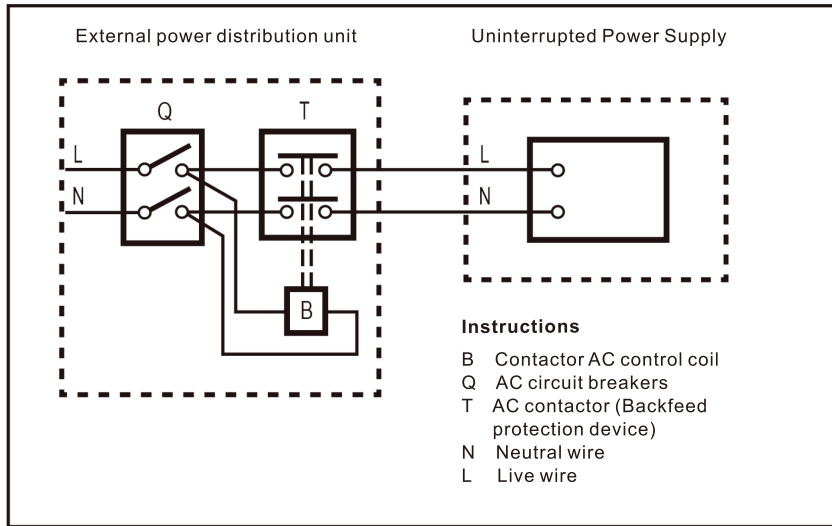 External power distribution unit
Uninterrupted Power Supply
Q
T
L
N
L
N
B
Instructions
B Contactor AC control coil
Q AC circuit breakers
T AC contactor (Backfeed
protection device)
N Neutral wire
L Live wire